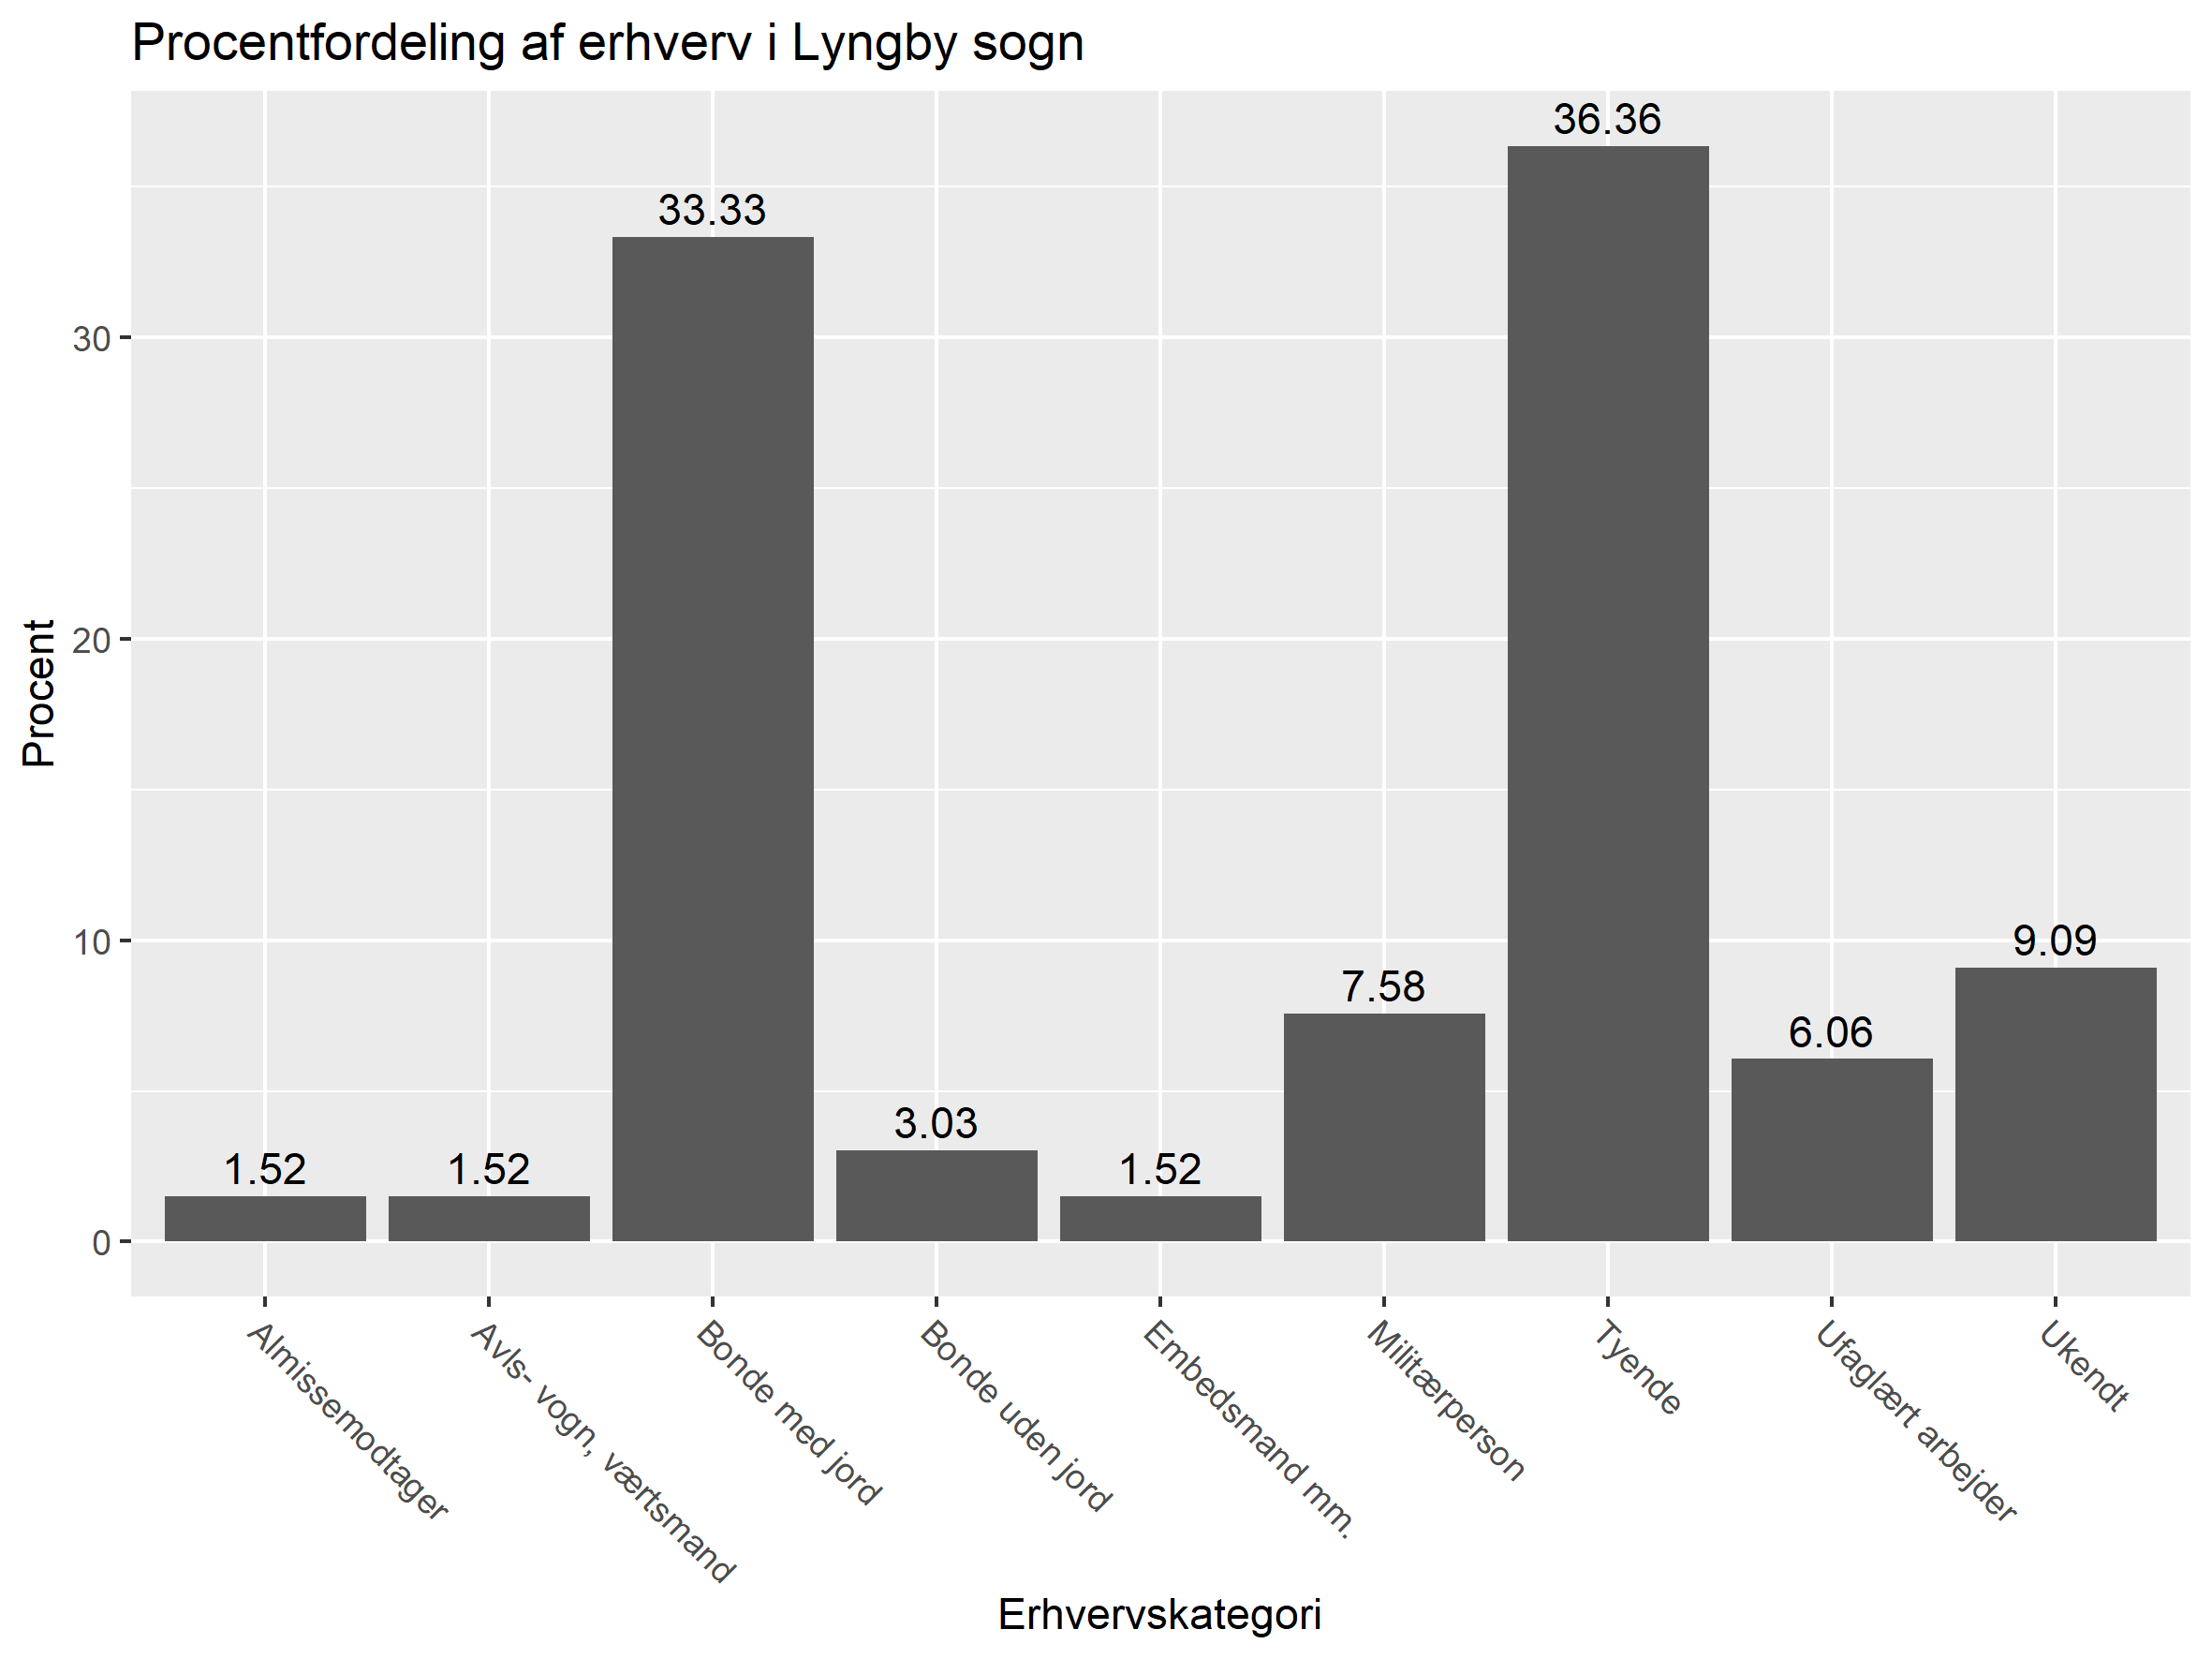 Procentfordeling af erhverv i Lyngby sogn
Procent
30
20
10
0
1.52
1.52
33.33
3.03
1.52
7.58
36.36
6.06
9.09
Almissemodtager
Avls- vogn, værtsmand
Bonde med jord
Bonde uden jord
Embedsmand mm.
Militærperson
Tyende
Ufaglært arbejder
Ukendt
Erhvervskategori